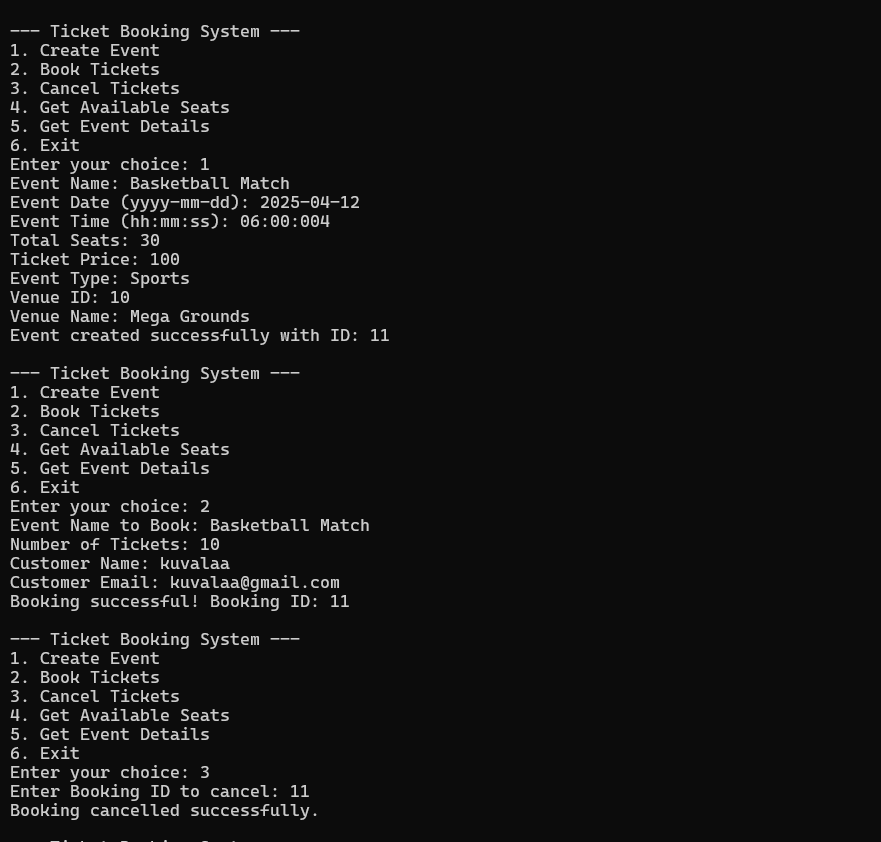 --- Ticket Booking System ---
1. Create Event
2. Book Tickets
3. Cancel Tickets
4. Get Available Seats
5. Get Event Details
6. Exit
Enter your choice: 1
Event Name: Basketball Match
Event Date (yyyy-mm-dd): 2025-04-12
Event Time (hh:mm:ss): 06:00:004
Total Seats: 30
Ticket Price: 100
Event Type: Sports
Venue ID: 10
Venue Name: Mega Grounds
Event created successfully with ID: 11
--- Ticket Booking System ---
1. Create Event
2. Book Tickets
3. Cancel Tickets
4. Get Available Seats
5. Get Event Details
6. Exit
Enter your choice: 2
Event Name to Book: Basketball Match
Number of Tickets: 10
Customer Name: kuvalaa
Customer Email: kuvalaa@gmail.com
Booking successful! Booking ID: 11
--- Ticket Booking System ---
1. Create Event
2. Book Tickets
3. Cancel Tickets
4. Get Available Seats
5. Get Event Details
6. Exit
Enter your choice: 3
Enter Booking ID to cancel: 11
Booking cancelled successfully.